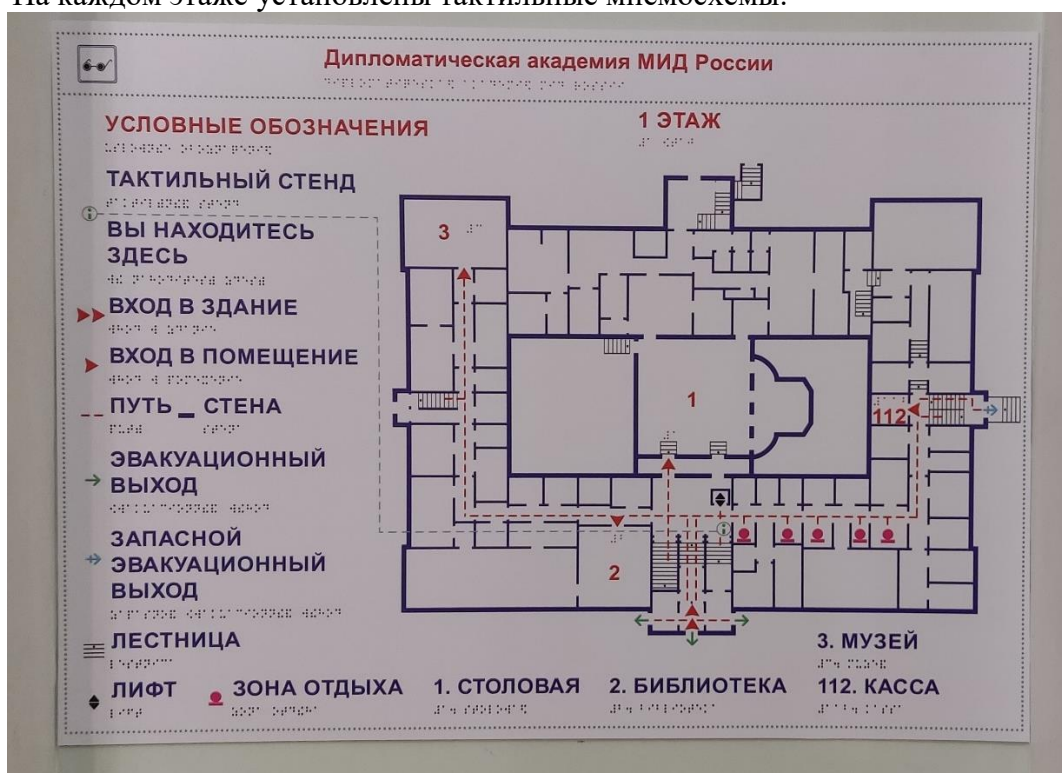 На каждом этаже установлены тактильные мнемосхемы.
Дипломатическая академия МИД России
УСЛОВНЫЕ ОБОЗНАЧЕНИЯ
1 ЭТАЖ
ТАКТИЛЬНЫЙ СТЕНД
ВЫ НАХОДИТЕСЬ
ЗДЕСЬ
ВХОД В ЗДАНИЕ
ВХОД В ПОМЕЩЕНИЕ
ПУТЬ
СТЕНА
ЭВАКУАЦИОННЫЙ
ВЫХОД
ЗАПАСНОЙ
ЭВАКУАЦИОННЫЙ
ВЫХОД
ЛЕСТНИЦА
ЛИФТ
ЗОНА ОТДЫХА
3
1
112
2
3. МУЗЕЙ
1. СТОЛОВАЯ
2. БИБЛИОТЕКА
112. КАССА